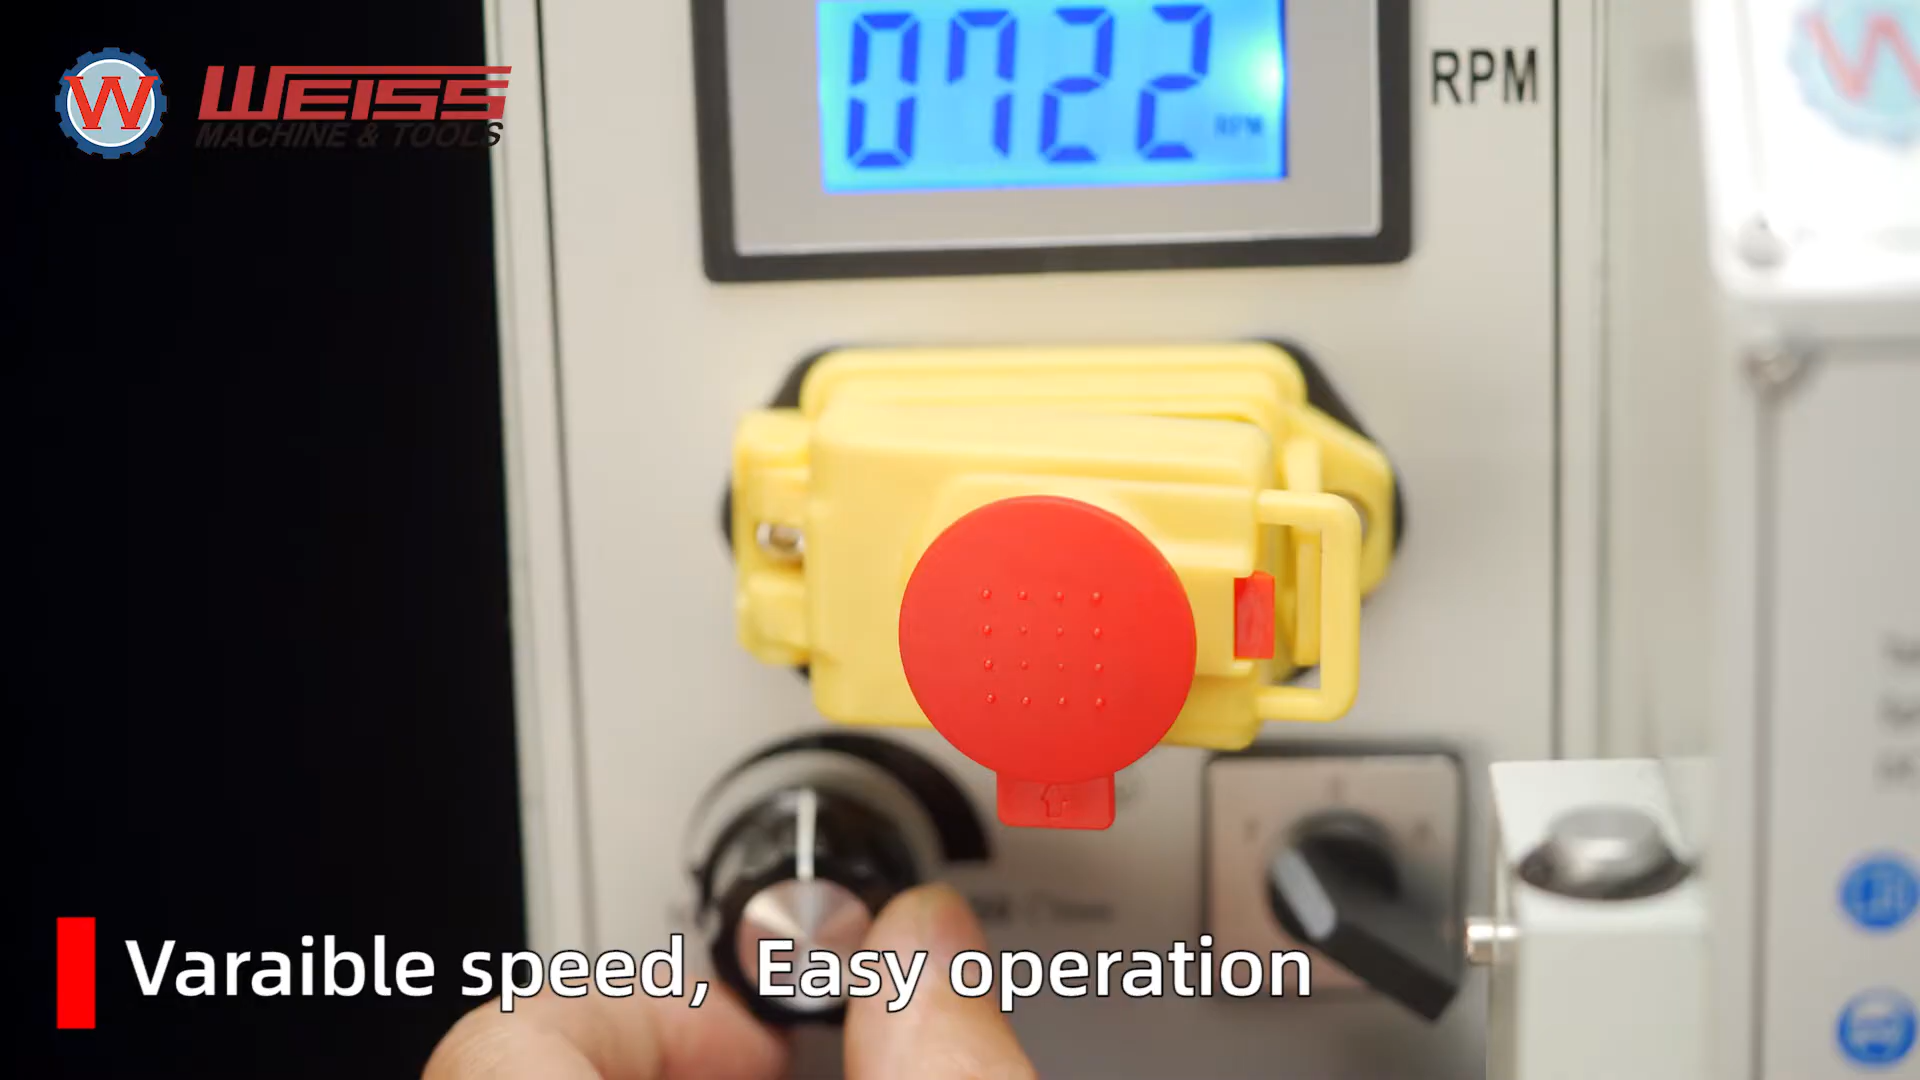 0722
RPM
RPM
W
WEISS
MACHINE & TOOLS
W
Varaible speed, Easy operation